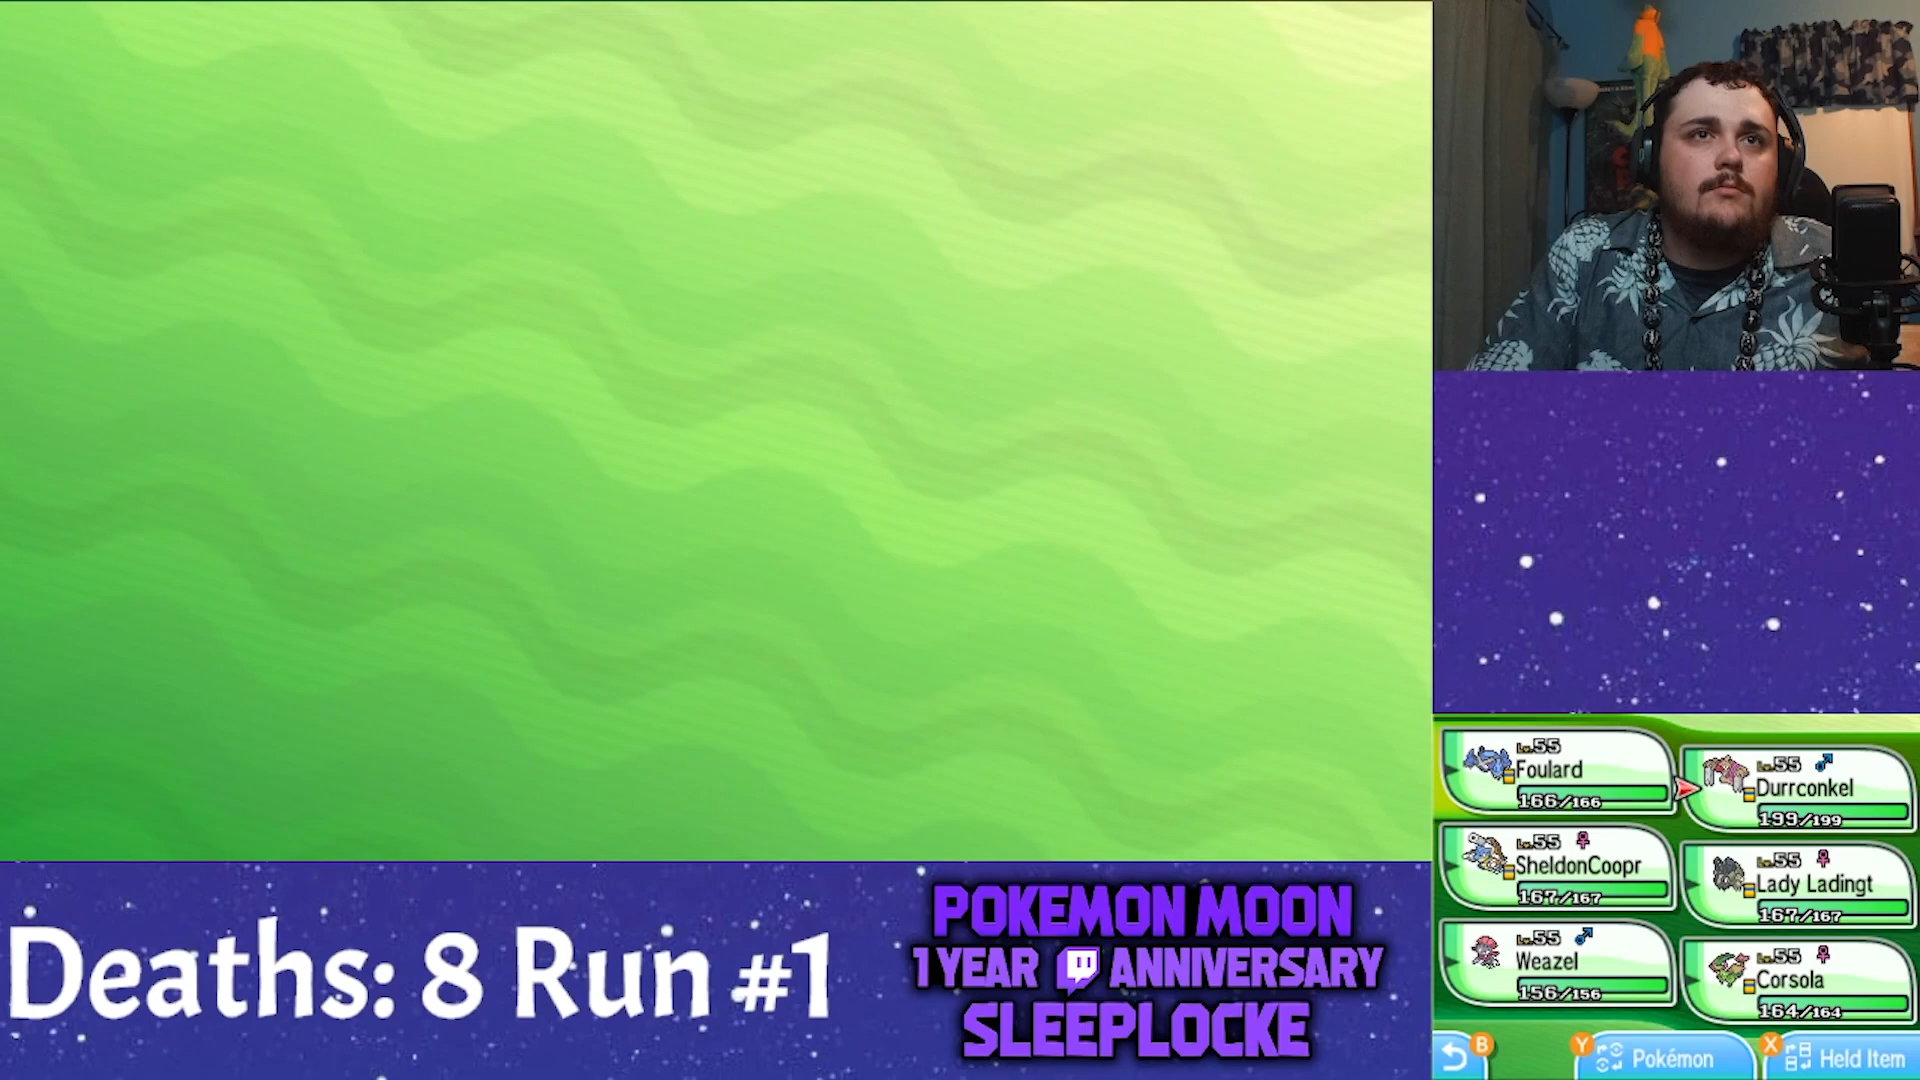 Lv.55
Foulard
166/166
Lv.55 ♂
Durrconkel
199/199
Lv.55 ♀
SheldonCoopr
167/167
Lv.55 ♀
Lady Ladingt
167/167
Lv.55 ♂
Weazel
156/156
Lv.55 ♀
Corsola
164/164
B
Y Pokémon
X Held Item
Deaths: 8 Run #1
POKEMON MOON
1 YEAR ANNIVERSARY
SLEEPLOCKE